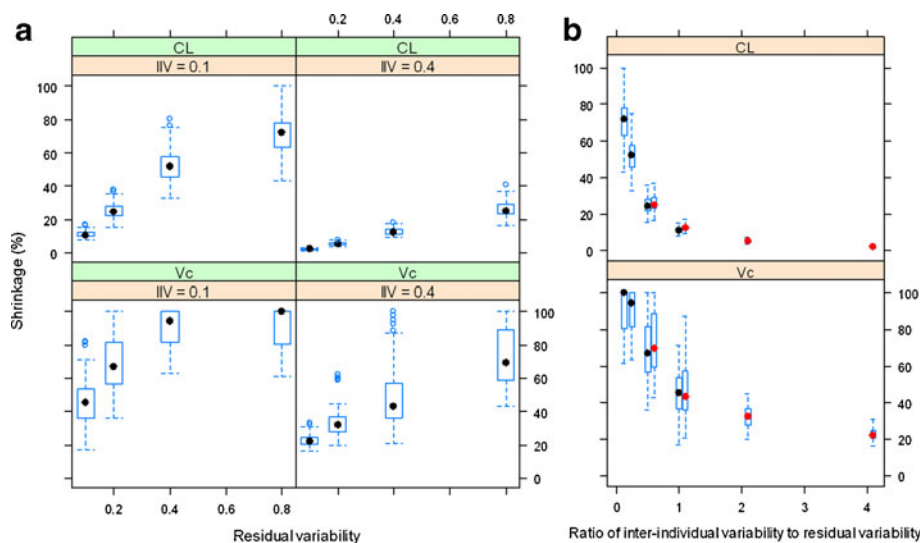 a
0.2 0.4 0.6 0.8
CL CL
IIV = 0.1 IIV = 0.4
100
80
60
40
20
0
Vc Vc
IIV = 0.1 IIV = 0.4
100
80
60
40
20
0
0.2 0.4 0.6 0.8
Shrinkage (%)
Residual variability
b
CL
100
80
60
40
20
0
Vc
100
80
60
40
20
0
0 1 2 3 4
Ratio of inter-individual variability to residual variability